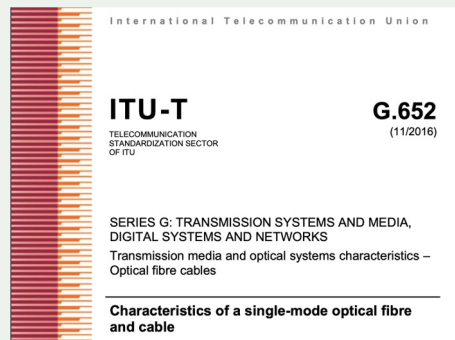 International Telecommunication Union
ITU-T
G.652
TELECOMMUNICATION
(11/2016)
STANDARDIZATION SECTOR
OF ITU
SERIES G: TRANSMISSION SYSTEMS AND MEDIA,
DIGITAL SYSTEMS AND NETWORKS
Transmission media and optical systems characteristics –
Optical fibre cables
Characteristics of a single-mode optical fibre
and cable